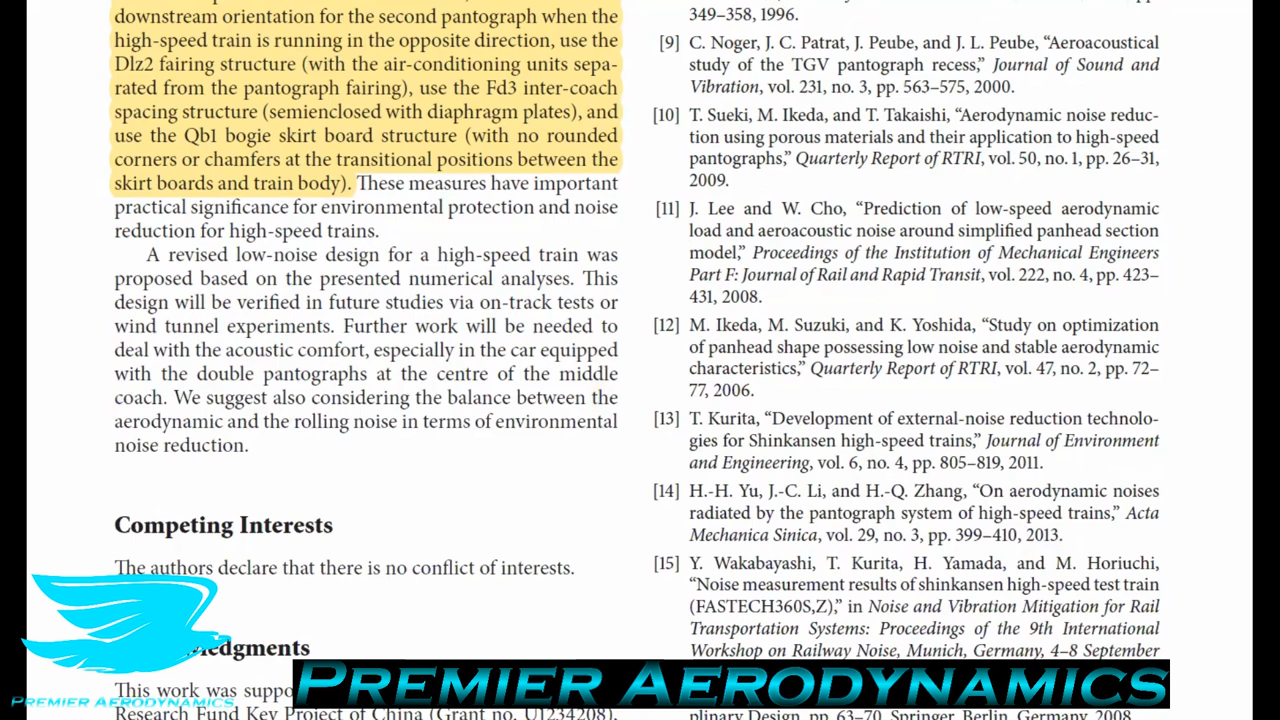 downstream orientation for the second pantograph when the
high-speed train is running in the opposite direction, use the
Dlz2 fairing structure (with the air-conditioning units sepa-
rated from the pantograph fairing), use the Fd3 inter-coach
spacing structure (semienclosed with diaphragm plates), and
use the Qb1 bogie skirt board structure (with no rounded
corners or chamfers at the transitional positions between the
skirt boards and train body). These measures have important
practical significance for environmental protection and noise
reduction for high-speed trains.
A revised low-noise design for a high-speed train was
proposed based on the presented numerical analyses. This
design will be verified in future studies via on-track tests or
wind tunnel experiments. Further work will be needed to
deal with the acoustic comfort, especially in the car equipped
with the double pantographs at the centre of the middle
coach. We suggest also considering the balance between the
aerodynamic and the rolling noise in terms of environmental
noise reduction.
Competing Interests
The authors declare that there is no conflict of interests.
This work was suppo
Research Fund Key Project of China (Grant no. U1234208),
349–358, 1996.
[9] C. Noger, J. C. Patrat, J. Peube, and J. L. Peube, “Aeroacoustical
study of the TGV pantograph recess,” Journal of Sound and
Vibration, vol. 231, no. 3, pp. 563–575, 2000.
[10] T. Sueki, M. Ikeda, and T. Takaishi, “Aerodynamic noise reduc-
tion using porous materials and their application to high-speed
pantographs,” Quarterly Report of RTRI, vol. 50, no. 1, pp. 26–31,
2009.
[11] J. Lee and W. Cho, “Prediction of low-speed aerodynamic
load and aeroacoustic noise around simplified panhead section
model,” Proceedings of the Institution of Mechanical Engineers
Part F: Journal of Rail and Rapid Transit, vol. 222, no. 4, pp. 423–
431, 2008.
[12] M. Ikeda, M. Suzuki, and K. Yoshida, “Study on optimization
of panhead shape possessing low noise and stable aerodynamic
characteristics,” Quarterly Report of RTRI, vol. 47, no. 2, pp. 72–
77, 2006.
[13] T. Kurita, “Development of external-noise reduction technolo-
gies for Shinkansen high-speed trains,” Journal of Environment
and Engineering, vol. 6, no. 4, pp. 805–819, 2011.
[14] H.-H. Yu, J.-C. Li, and H.-Q. Zhang, “On aerodynamic noises
radiated by the pantograph system of high-speed trains,” Acta
Mechanica Sinica, vol. 29, no. 3, pp. 399–410, 2013.
[15] Y. Wakabayashi, T. Kurita, H. Yamada, and M. Horiuchi,
“Noise measurement results of shinkansen high-speed test train
(FASTECH360S,Z),” in Noise and Vibration Mitigation for Rail
Transportation Systems: Proceedings of the 9th International
Workshop on Railway Noise, Munich, Germany, 4–8 September
plinary Design, pp. 63–70, Springer Berlin, Germany, 2008.
PREMIER AERODYNAMICS
PREMIER AERODYNAMICS